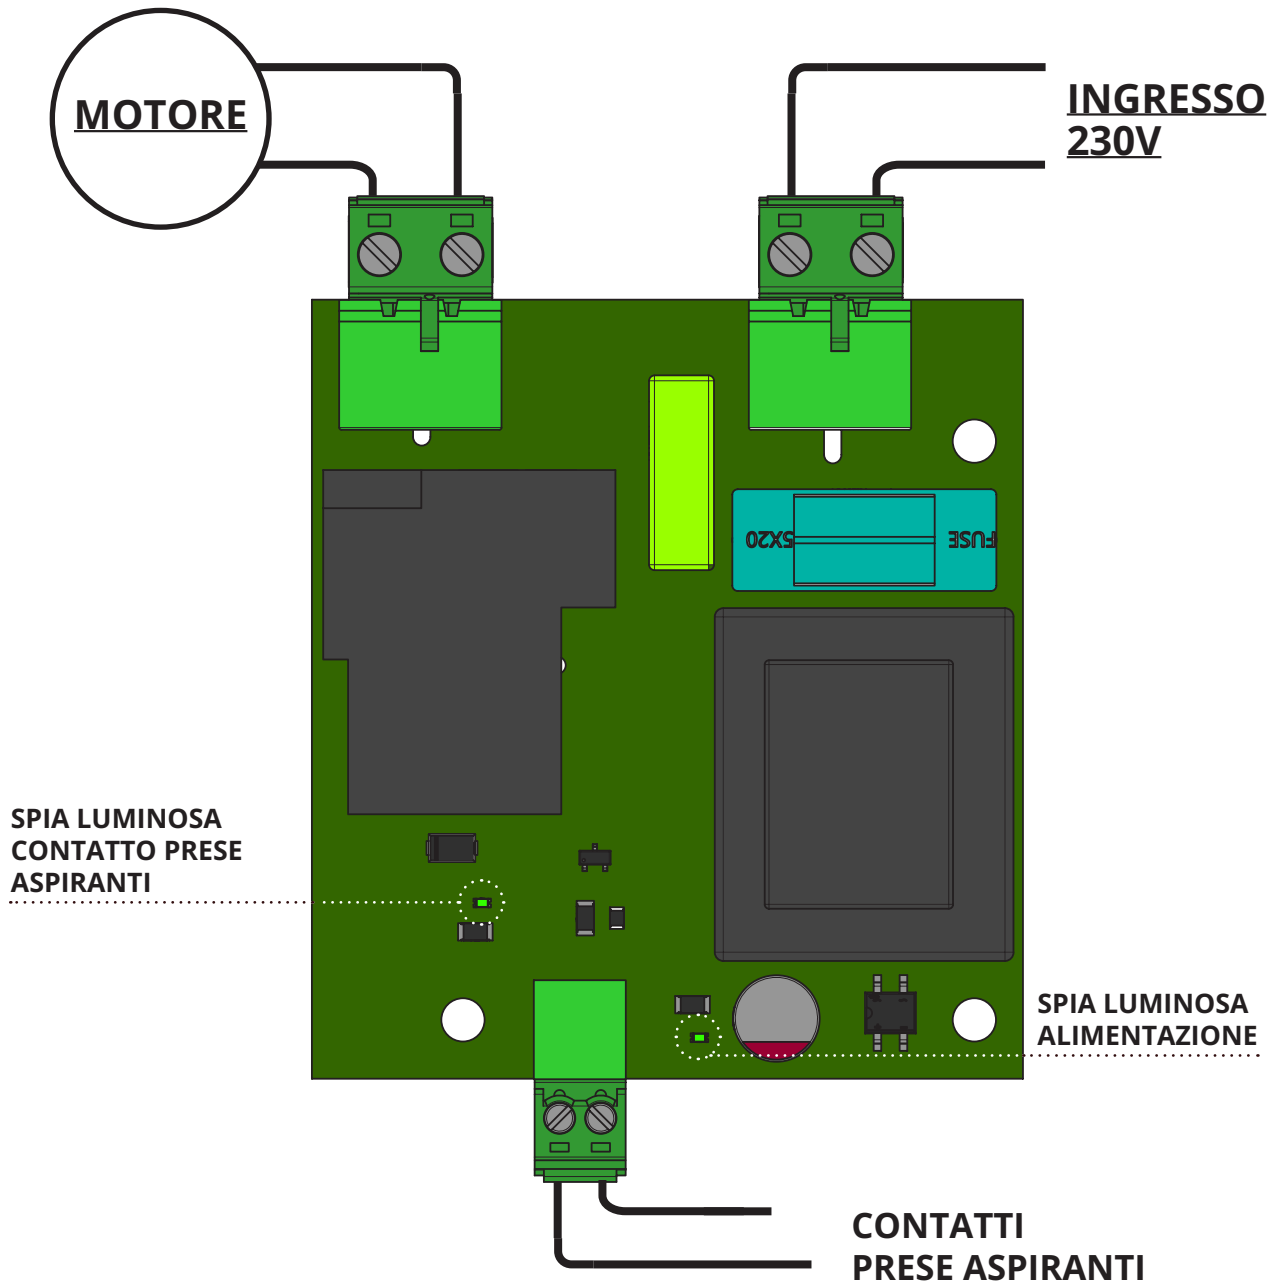 MOTORE
INGRESSO
230V
5X20
FUSE
SPIA LUMINOSA
CONTATTO PRESE
ASPIRANTI
SPIA LUMINOSA
ALIMENTAZIONE
CONTATTI
PRESE ASPIRANTI